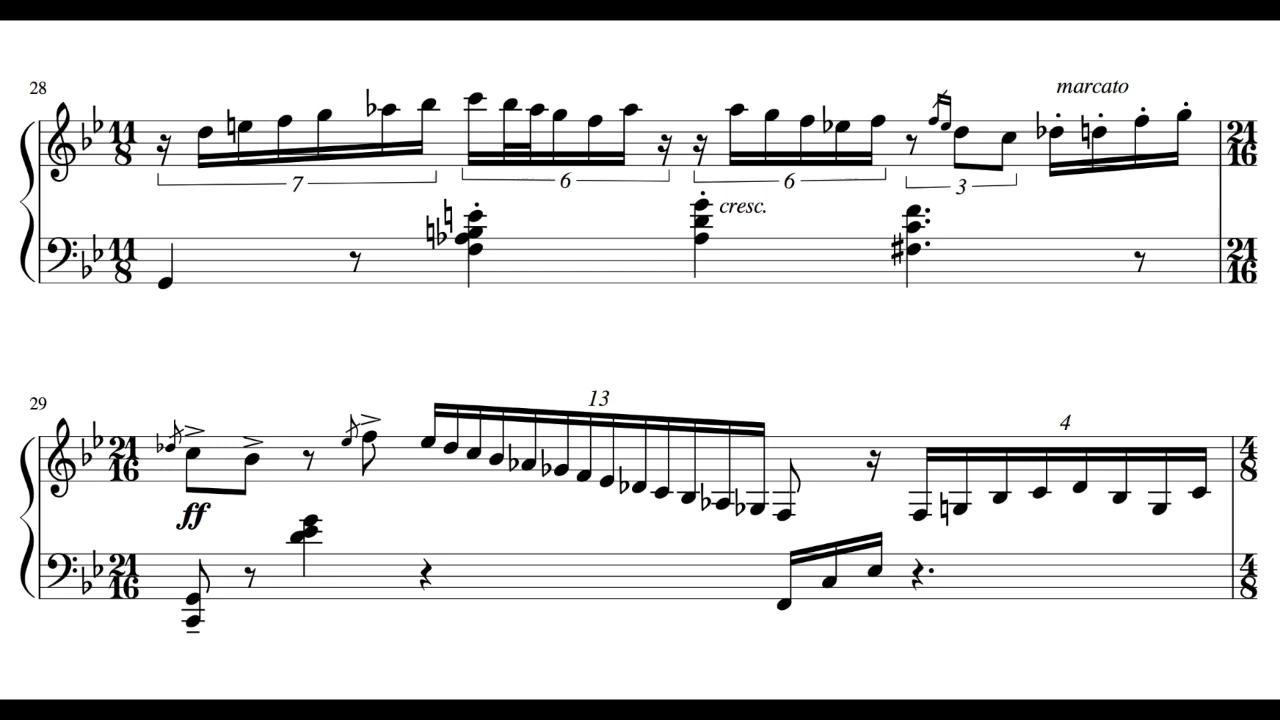 28
marcato
11 8 21 16
7 6 6 3
cresc.
11 8 21 16
29
13
4
21 16 4 8
ff
21 16 4 8